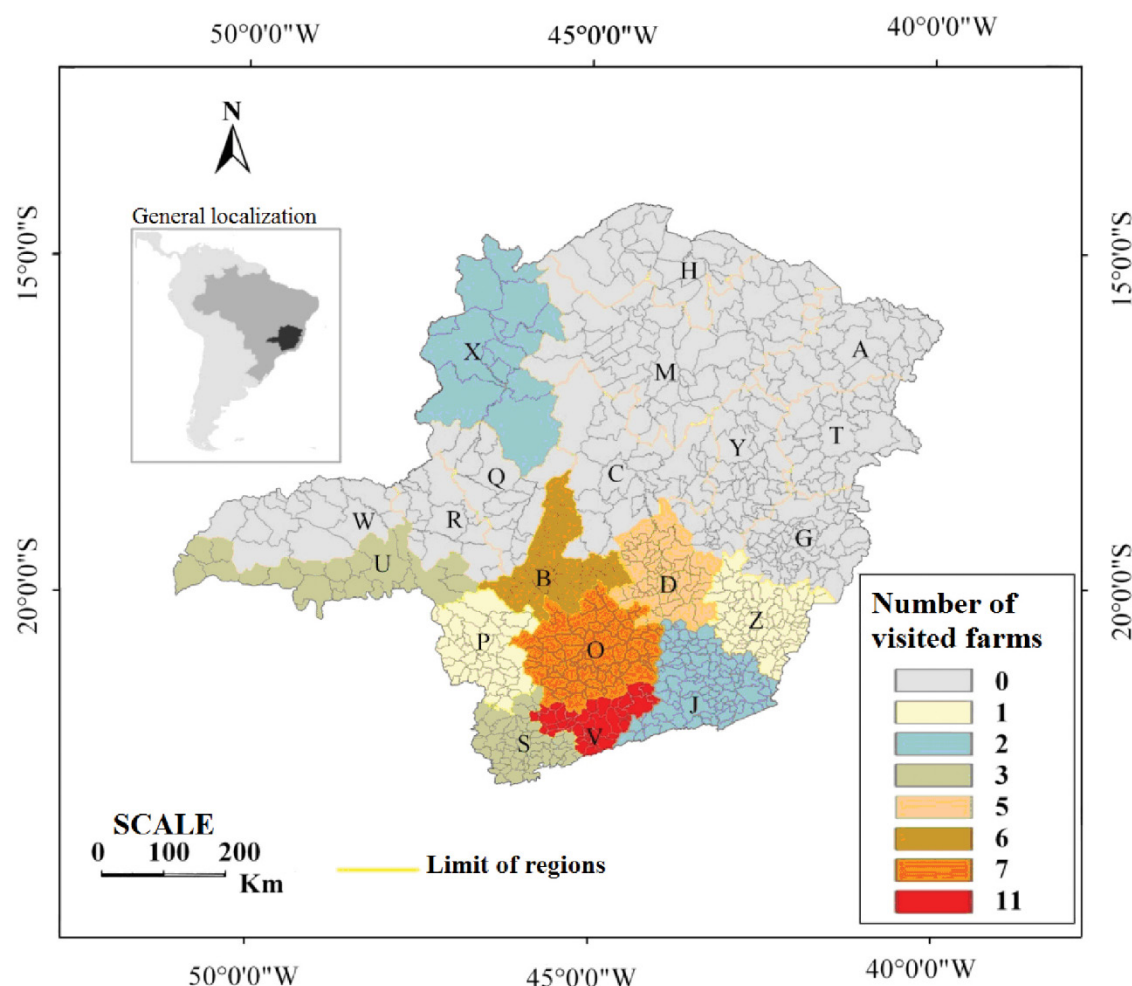 50°0'0"W
45°0'0"W
40°0'0"W
N
General localization
15°0'0"S
15°0'0"S
H
X
A
M
T
Y
Q
C
W
R
G
U
B
D
20°0'0"S
20°0'0"S
Z
P
O
J
S
V
Number of
visited farms
0
1
2
3
5
6
7
11
SCALE
0 100 200
Km
Limit of regions
50°0'0"W
45°0'0"W
40°0'0"W